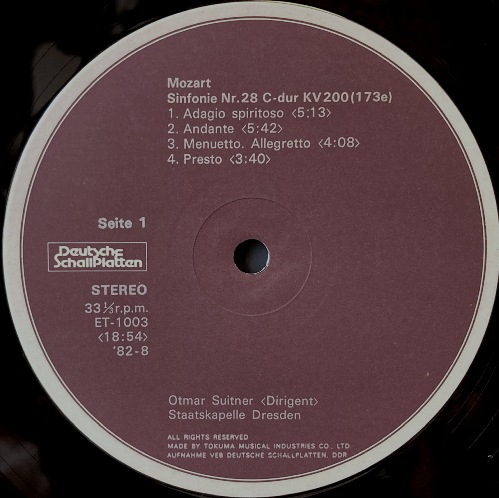 Mozart
Sinfonie Nr.28 C-dur KV200(173e)
1. Adagio spiritoso <5;13>
2. Andante <5:42>
3. Menuetto. Allegretto <4:08>
4. Presto <3:40>
Seite 1
Deutsche
SchallPlatten
STEREO
33⅓r.p.m.
ET-1003
<18:54>
'82-8
Otmar Suitner <Dirigent>
Staatskapelle Dresden
ALL RIGHTS RESERVED
MADE BY TOKUMA MUSICAL INDUSTRIES CO., LTD
AUFNAHME VEB DEUTSCHE SCHALLPLATTEN, DDR